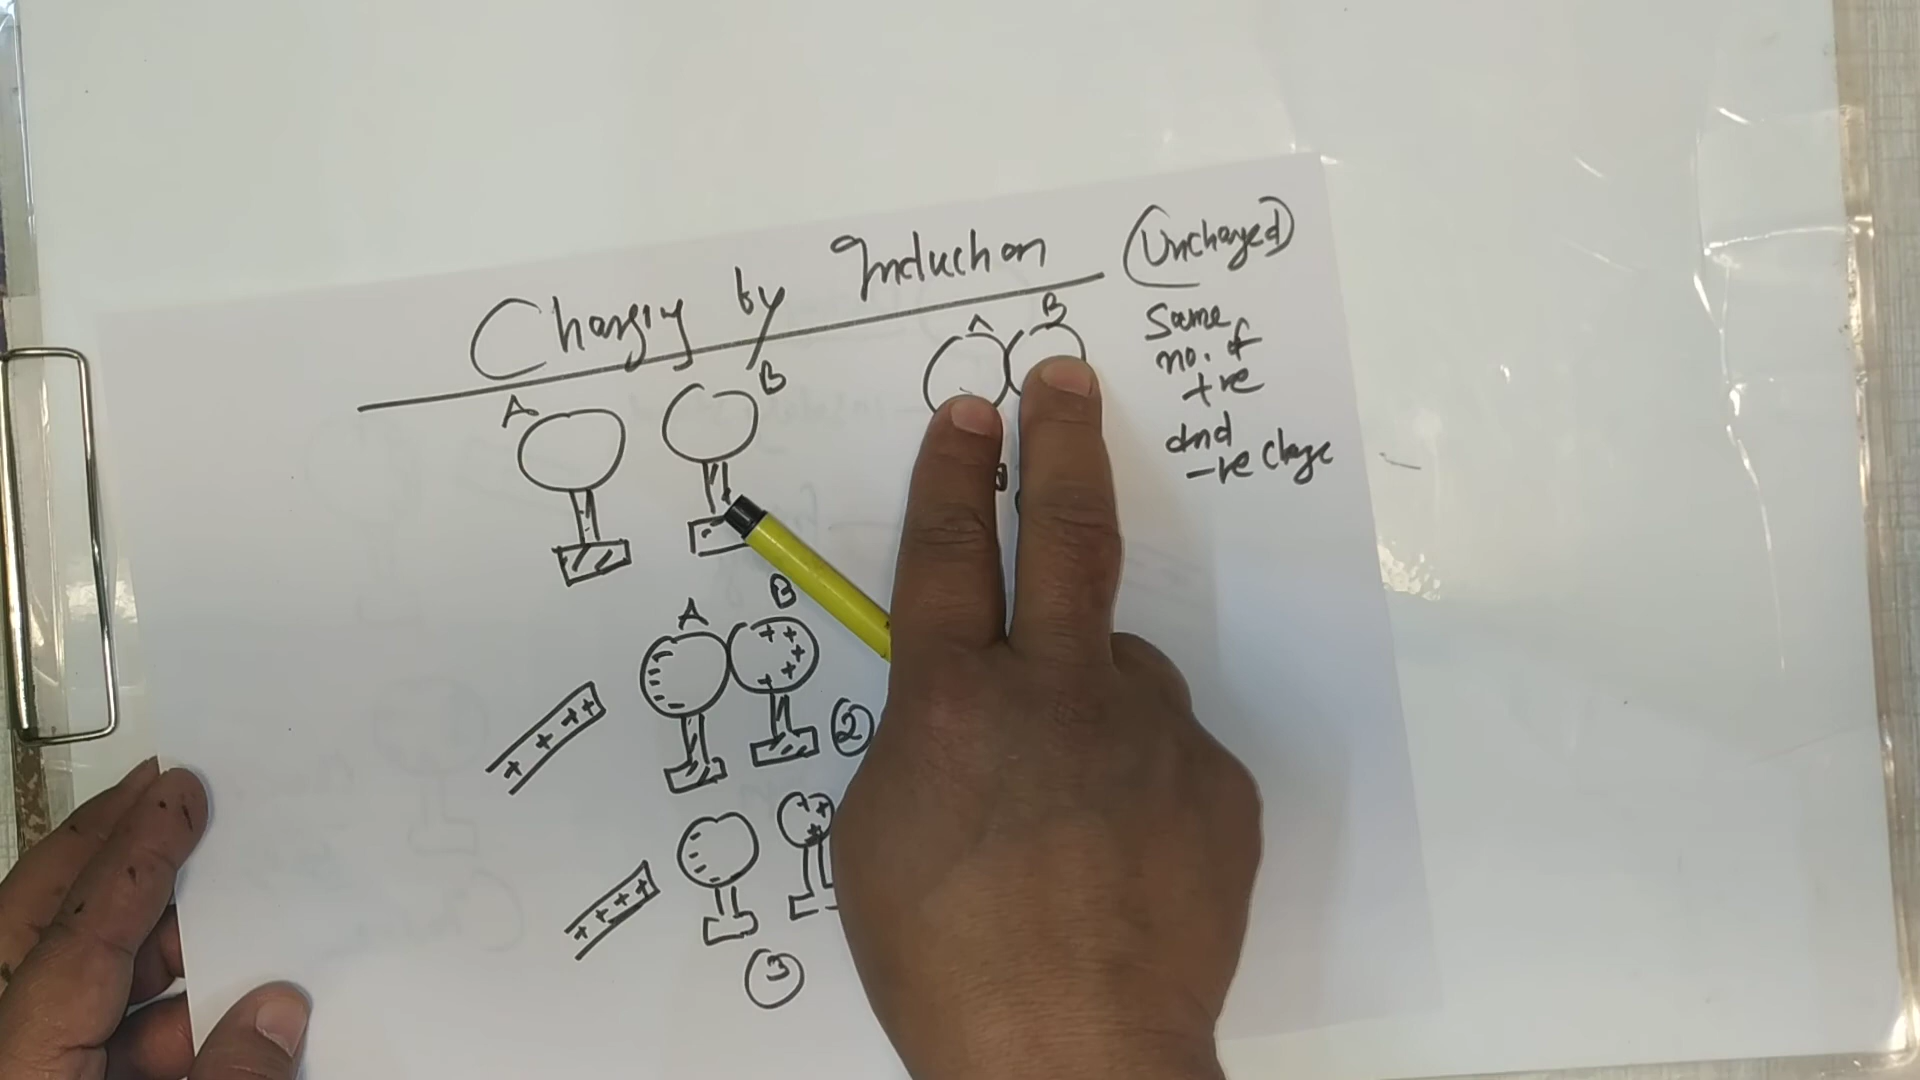 Charging by Induction
(Uncharged)
Same
no. of
+ve
and
-ve Charge
A
B
A
B
A
B
++++
++
+
++
-
-
-
-
2
++++
-
-
-
-
++
+
3